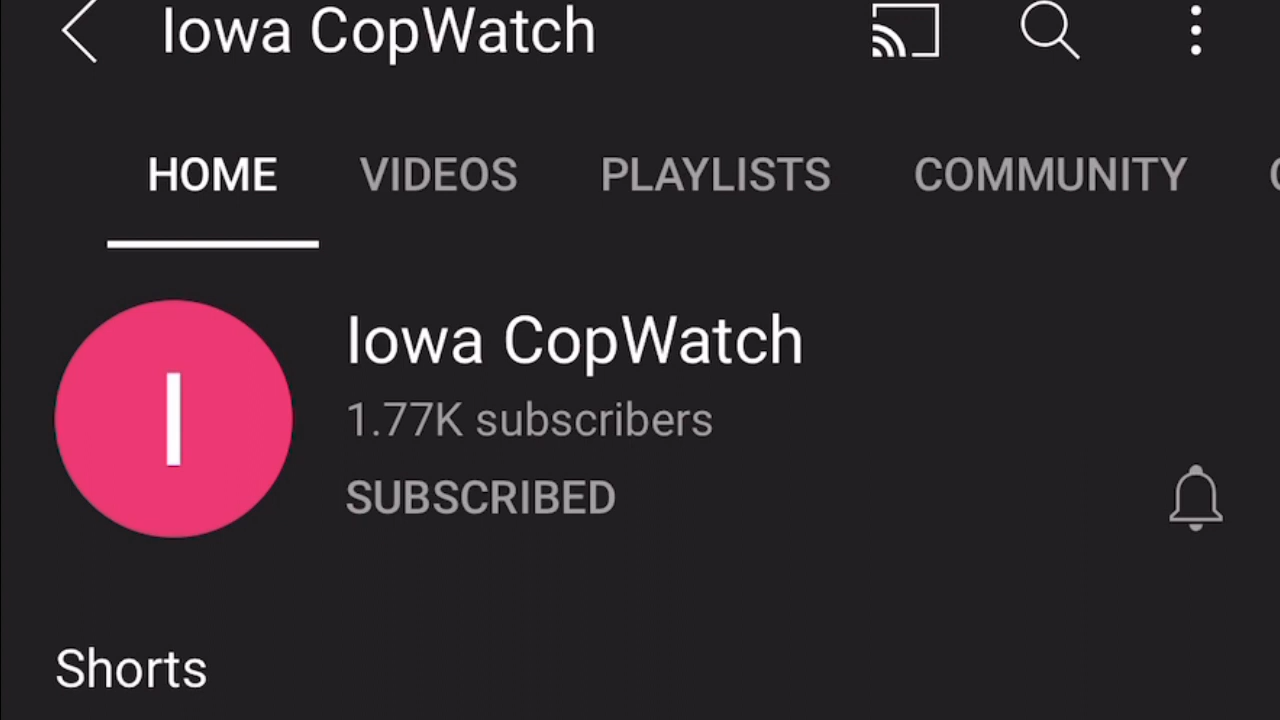 Iowa CopWatch
HOME VIDEOS PLAYLISTS COMMUNITY
I
Iowa CopWatch
1.77K subscribers
SUBSCRIBED
Shorts